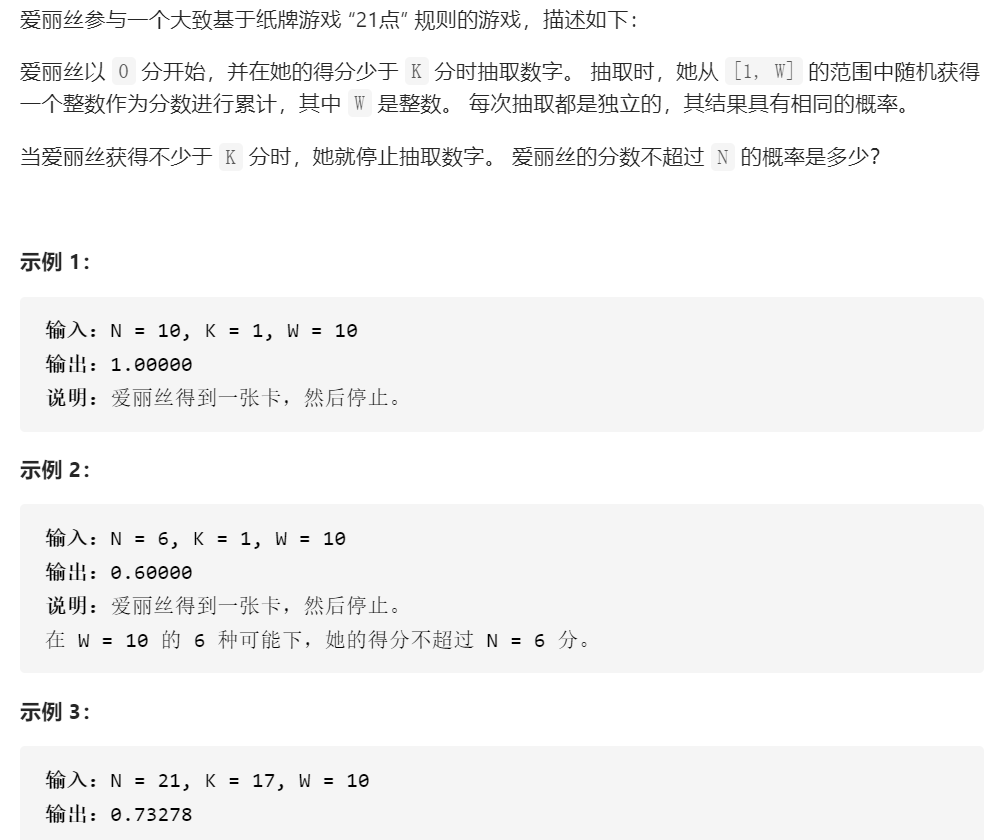 爱丽丝参与一个大致基于纸牌游戏 “21点” 规则的游戏，描述如下：
爱丽丝以 0 分开始，并在她的得分少于 K 分时抽取数字。 抽取时，她从 [1, W] 的范围中随机获得
一个整数作为分数进行累计，其中 W 是整数。 每次抽取都是独立的，其结果具有相同的概率。
当爱丽丝获得不少于 K 分时，她就停止抽取数字。 爱丽丝的分数不超过 N 的概率是多少？
示例 1：
输入：N = 10, K = 1, W = 10
输出：1.00000
说明：爱丽丝得到一张卡，然后停止。
示例 2：
输入：N = 6, K = 1, W = 10
输出：0.60000
说明：爱丽丝得到一张卡，然后停止。
在 W = 10 的 6 种可能下，她的得分不超过 N = 6 分。
示例 3：
输入：N = 21, K = 17, W = 10
输出：0.73278